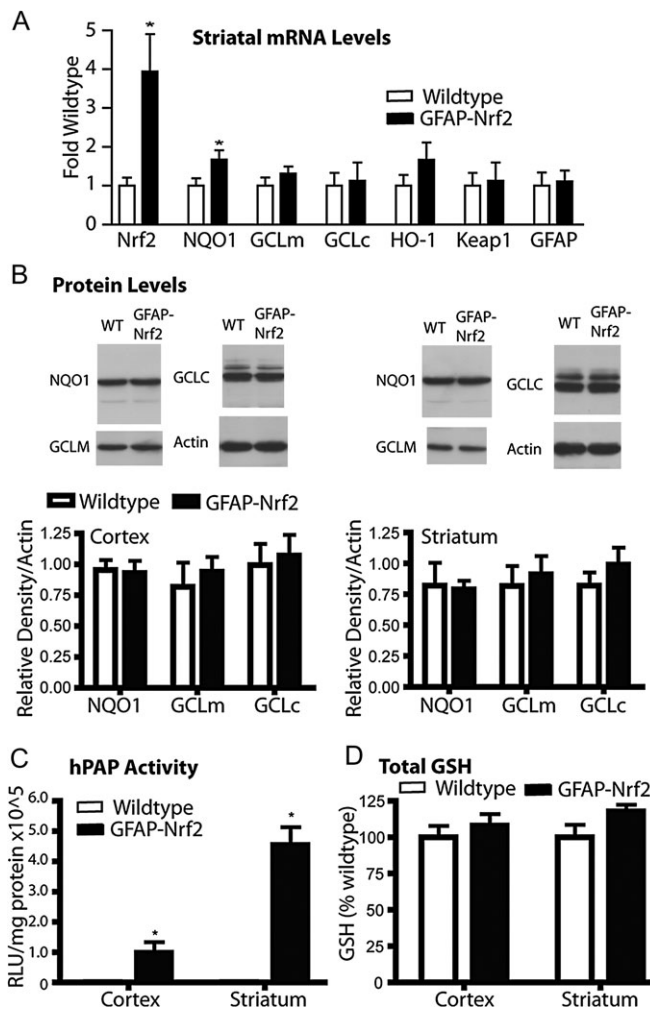 A
Striatal mRNA Levels
Fold Wildtype
5
4
3
2
1
0
*
*
Wildtype
GFAP-Nrf2
Nrf2 NQO1 GCLm GCLc HO-1 Keap1 GFAP
B
Protein Levels
WT GFAP-Nrf2
NQO1
GCLM
WT GFAP-Nrf2
GCLC
Actin
WT GFAP-Nrf2
NQO1
GCLM
WT GFAP-Nrf2
GCLC
Actin
Wildtype GFAP-Nrf2
Cortex
Relative Density/Actin
1.25
1.00
0.75
0.50
0.25
0.00
NQO1 GCLm GCLc
Striatum
Relative Density/Actin
1.25
1.00
0.75
0.50
0.25
0.00
NQO1 GCLm GCLc
C
hPAP Activity
RLU/mg protein x10^5
6.0
5.0
4.0
3.0
2.0
1.0
0
Wildtype
GFAP-Nrf2
*
*
Cortex Striatum
D
Total GSH
Wildtype GFAP-Nrf2
GSH (% wildtype)
125
100
75
50
25
0
Cortex Striatum